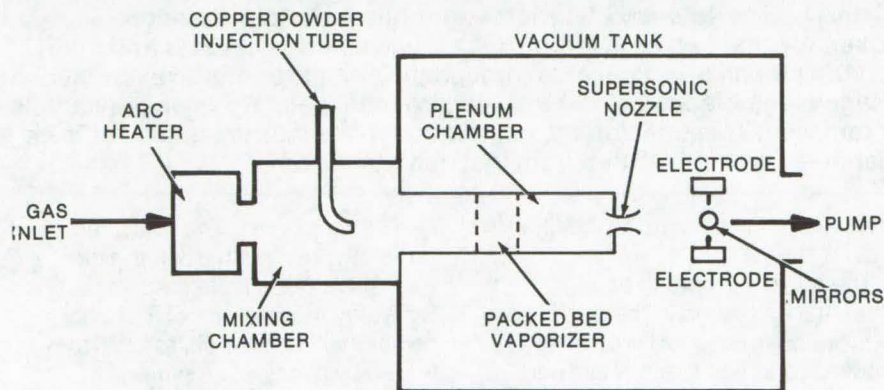 COPPER POWDER
INJECTION TUBE
VACUUM TANK
ARC
HEATER
PLENUM
CHAMBER
SUPERSONIC
NOZZLE
ELECTRODE
GAS
INLET
PUMP
ELECTRODE
MIRRORS
MIXING
CHAMBER
PACKED BED
VAPORIZER